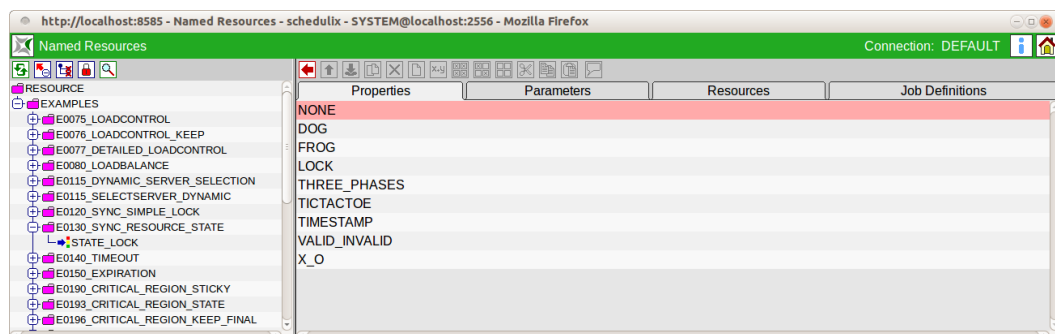 http://localhost:8585 - Named Resources - schedulix - SYSTEM@localhost:2556 - Mozilla Firefox
Named Resources
Connection: DEFAULT
RESOURCE
EXAMPLES
E0075_LOADCONTROL
E0076_LOADCONTROL_KEEP
E0077_DETAILED_LOADCONTROL
E0080_LOADBALANCE
E0115_DYNAMIC_SERVER_SELECTION
E0115_SELECTSERVER_DYNAMIC
E0120_SYNC_SIMPLE_LOCK
E0130_SYNC_RESOURCE_STATE
STATE_LOCK
E0140_TIMEOUT
E0150_EXPIRATION
E0190_CRITICAL_REGION_STICKY
E0193_CRITICAL_REGION_STATE
E0196_CRITICAL_REGION_KEEP_FINAL
x,y
Properties Parameters Resources Job Definitions
NONE
DOG
FROG
LOCK
THREE_PHASES
TICTACTOE
TIMESTAMP
VALID_INVALID
X_O